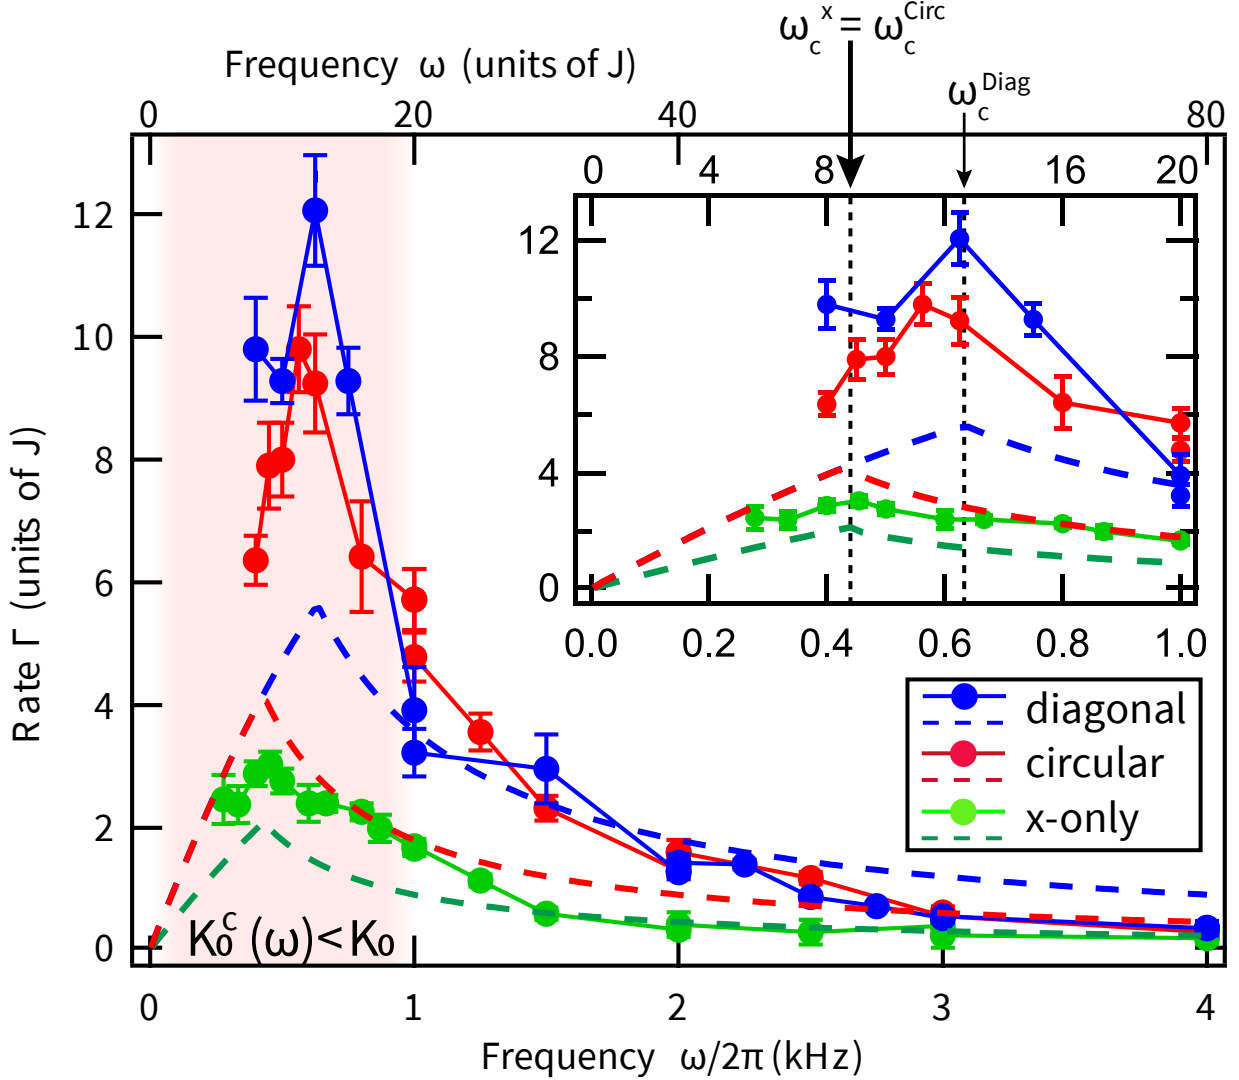 ω_c^x = ω_c^Circ
Frequency ω (units of J)
ω_c^Diag
0 20 40 80
0 4 8 16 20
12
10
8
6
4
2
0
Rate Γ (units of J)
12
8
4
0
0.0 0.2 0.4 0.6 0.8 1.0
diagonal
circular
x-only
K₀^c (ω) < K₀
0 1 2 3 4
Frequency ω/2π (kHz)